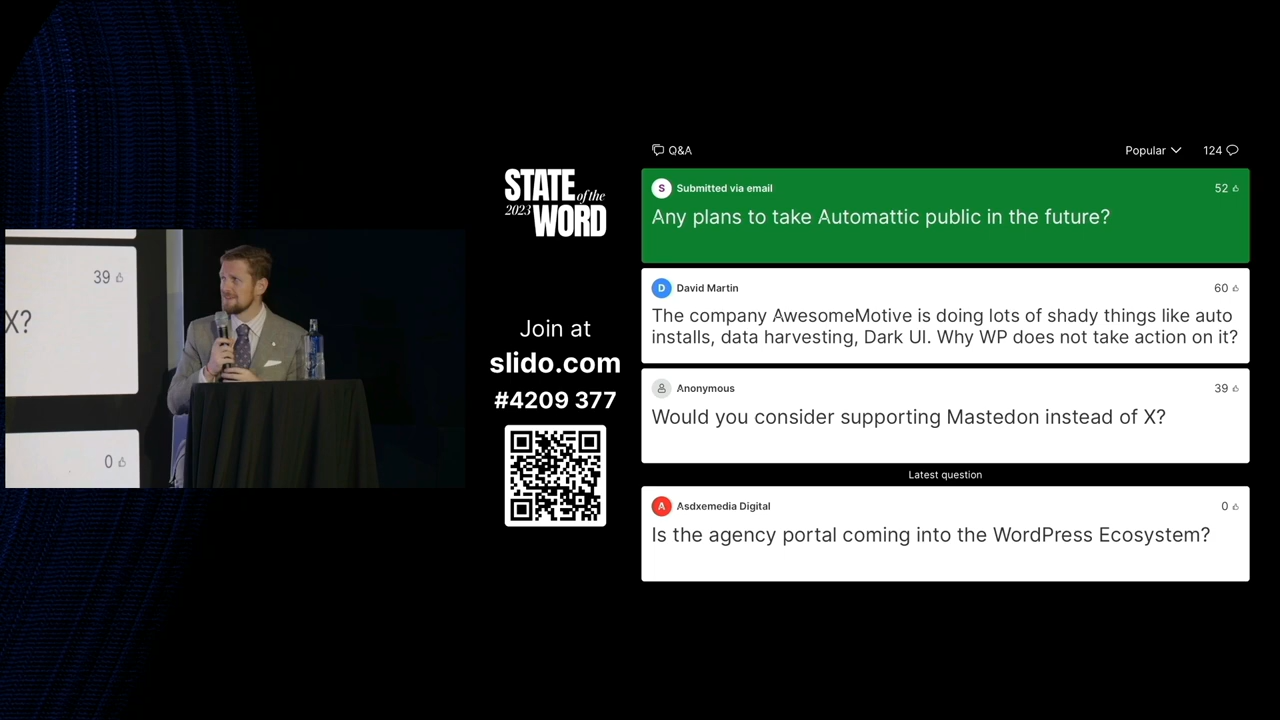 39
X?
0
STATE of the
2023 WORD
Join at
slido.com
#4209 377
Q&A
Popular
124
S
Submitted via email
52
Any plans to take Automattic public in the future?
D
David Martin
60
The company AwesomeMotive is doing lots of shady things like auto
installs, data harvesting, Dark UI. Why WP does not take action on it?
Anonymous
39
Would you consider supporting Mastedon instead of X?
Latest question
A
Asdxemedia Digital
0
Is the agency portal coming into the WordPress Ecosystem?